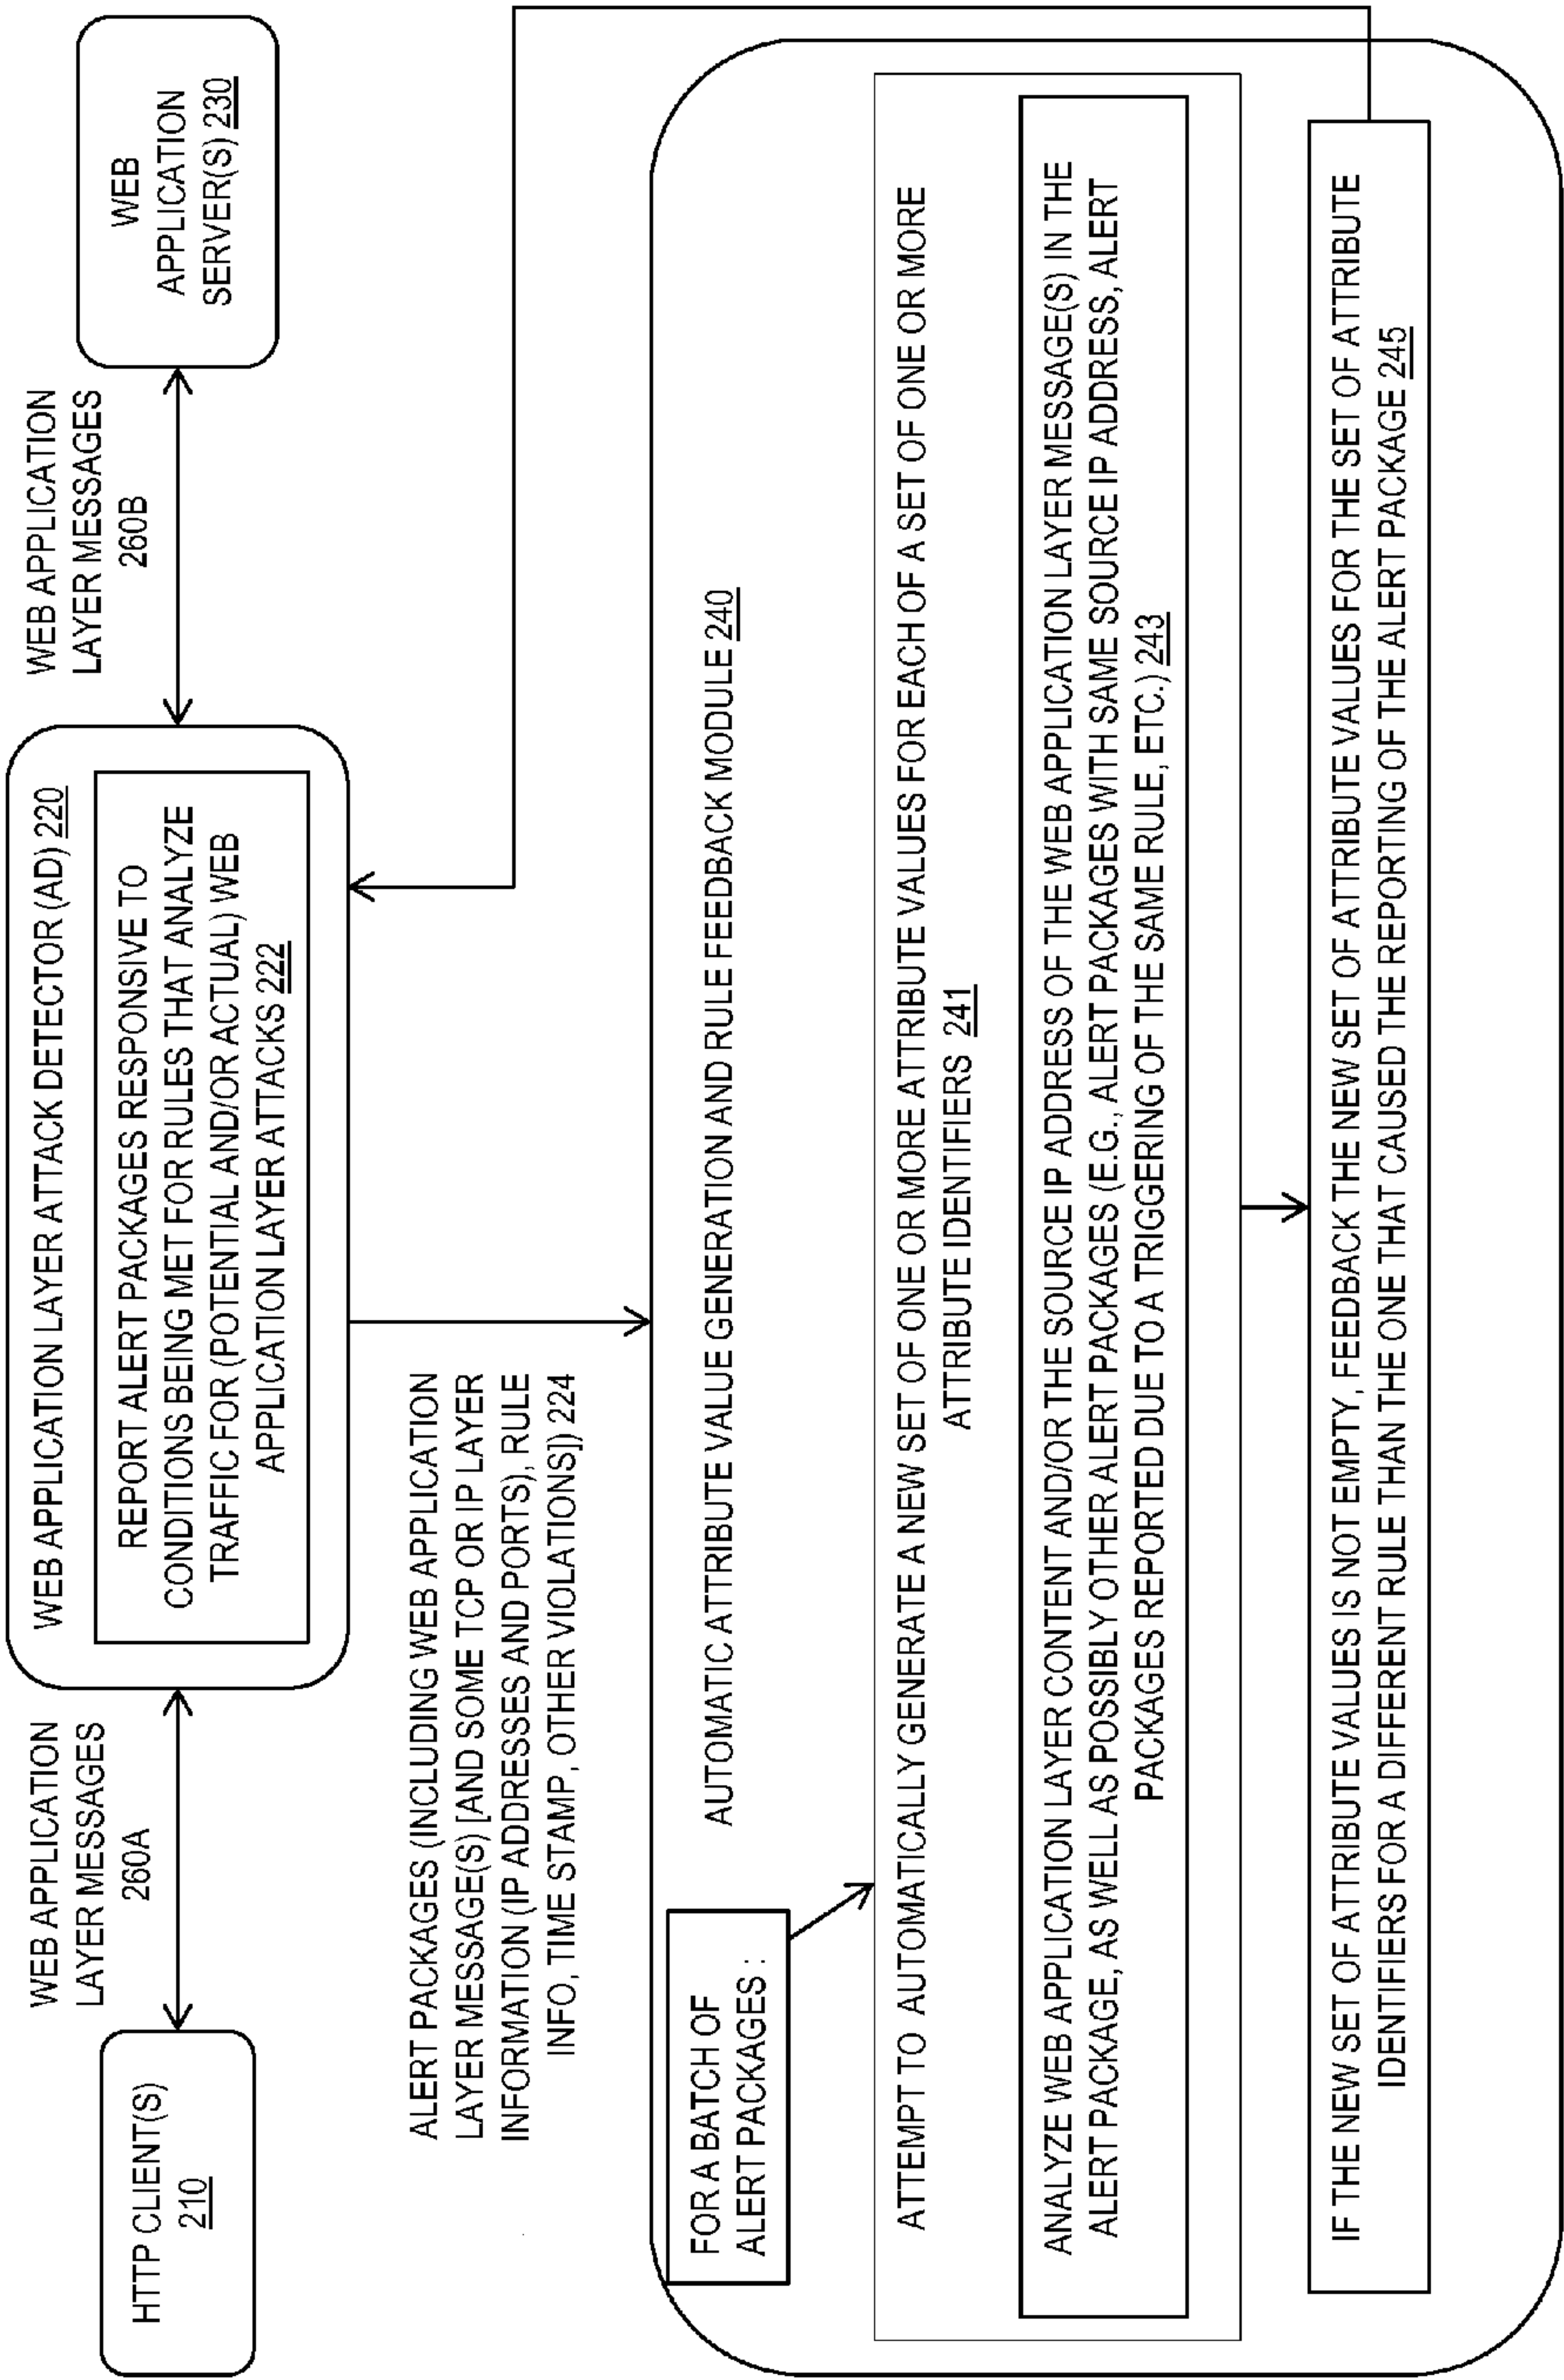 HTTP CLIENT(S)
210
WEB APPLICATION
LAYER MESSAGES
260A
WEB APPLICATION LAYER ATTACK DETECTOR (AD) 220
REPORT ALERT PACKAGES RESPONSIVE TO
CONDITIONS BEING MET FOR RULES THAT ANALYZE
TRAFFIC FOR (POTENTIAL AND/OR ACTUAL) WEB
APPLICATION LAYER ATTACKS 222
WEB APPLICATION
LAYER MESSAGES
260B
WEB
APPLICATION
SERVER(S) 230
ALERT PACKAGES (INCLUDING WEB APPLICATION
LAYER MESSAGE(S) [AND SOME TCP OR IP LAYER
INFORMATION (IP ADDRESSES AND PORTS), RULE
INFO, TIME STAMP, OTHER VIOLATIONS]) 224
AUTOMATIC ATTRIBUTE VALUE GENERATION AND RULE FEEDBACK MODULE 240
FOR A BATCH OF
ALERT PACKAGES :
ATTEMPT TO AUTOMATICALLY GENERATE A NEW SET OF ONE OR MORE ATTRIBUTE VALUES FOR EACH OF A SET OF ONE OR MORE
ATTRIBUTE IDENTIFIERS 241
ANALYZE WEB APPLICATION LAYER CONTENT AND/OR THE SOURCE IP ADDRESS OF THE WEB APPLICATION LAYER MESSAGE(S) IN THE
ALERT PACKAGE, AS WELL AS POSSIBLY OTHER ALERT PACKAGES (E.G., ALERT PACKAGES WITH SAME SOURCE IP ADDRESS, ALERT
PACKAGES REPORTED DUE TO A TRIGGERING OF THE SAME RULE, ETC.) 243
IF THE NEW SET OF ATTRIBUTE VALUES IS NOT EMPTY, FEEDBACK THE NEW SET OF ATTRIBUTE VALUES FOR THE SET OF ATTRIBUTE
IDENTIFIERS FOR A DIFFERENT RULE THAN THE ONE THAT CAUSED THE REPORTING OF THE ALERT PACKAGE 245